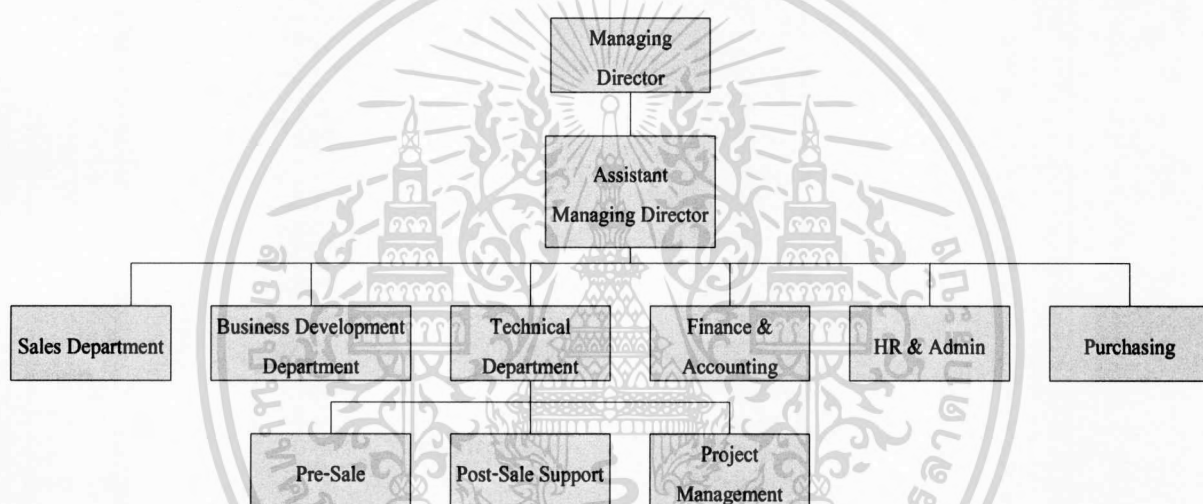 Managing
Director
Assistant
Managing Director
Sales Department
Business Development
Department
Technical
Department
Finance &
Accounting
HR & Admin
Purchasing
Pre-Sale
Post-Sale Support
Project
Management